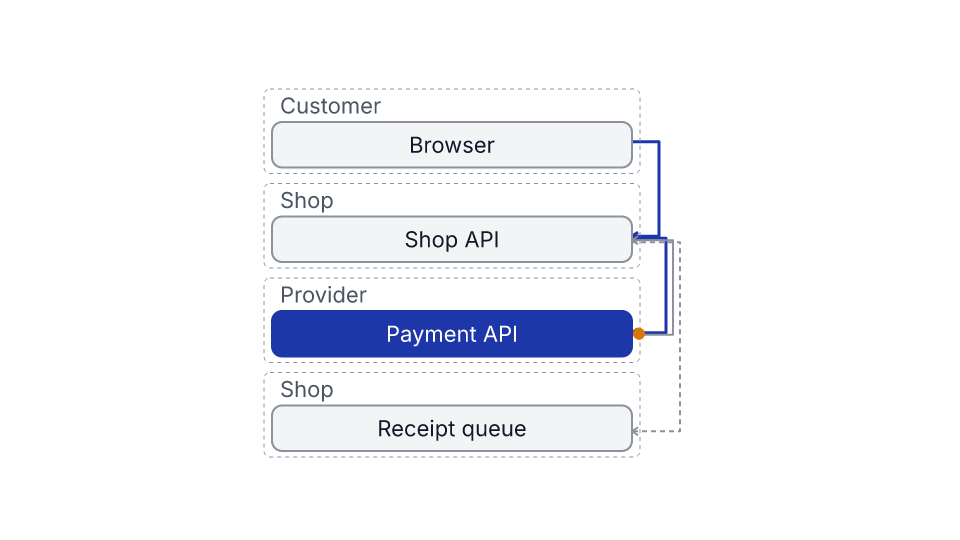 Customer
Browser
Shop
Shop API
Provider
Payment API
Shop
Receipt queue